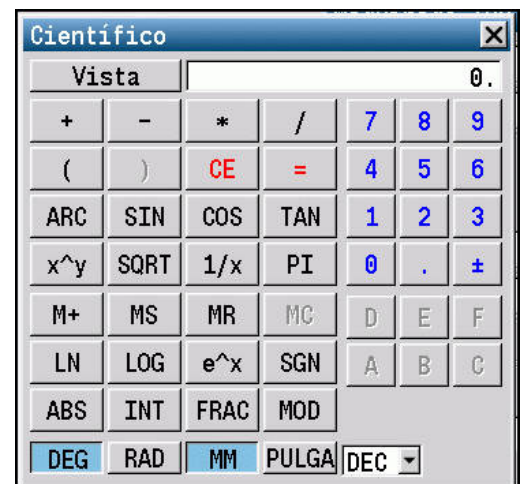 Científico
Vista 0.
+ - * / 7 8 9
( ) CE = 4 5 6
ARC SIN COS TAN 1 2 3
x^y SQRT 1/x PI 0 . ±
M+ MS MR MC D E F
LN LOG e^x SGN A B C
ABS INT FRAC MOD
DEG RAD MM PULGA DEC